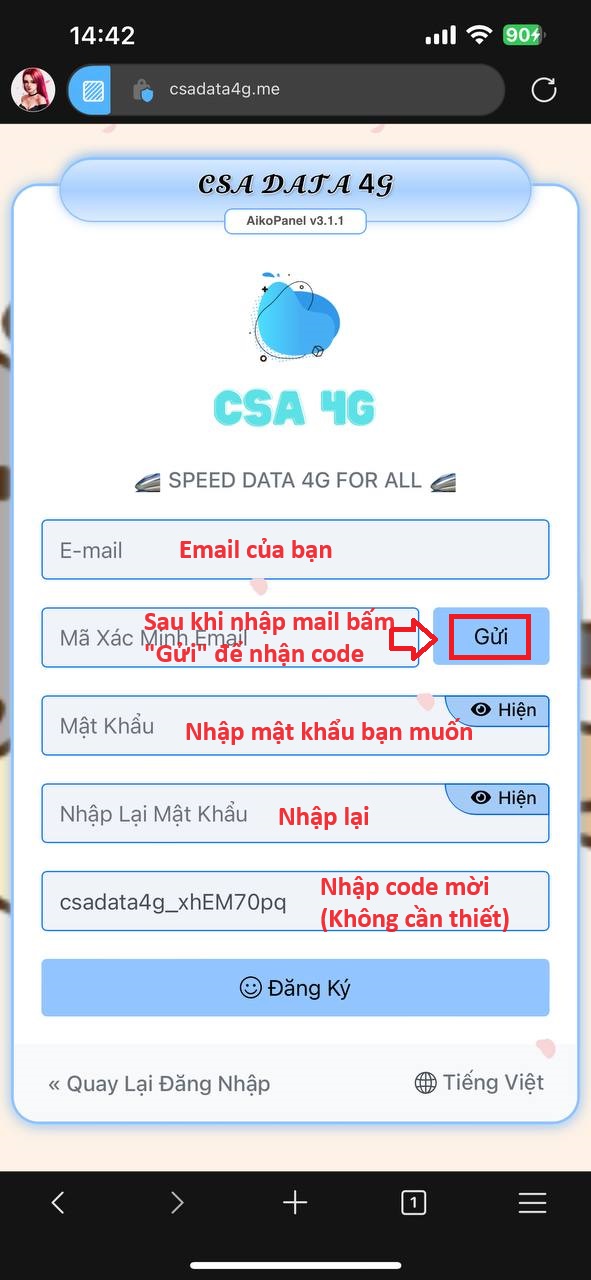 14:42
90
csadata4g.me
CSA DATA 4G
AikoPanel v3.1.1
CSA 4G
SPEED DATA 4G FOR ALL
E-mail
Email của bạn
Mã Xác Minh Email
Sau khi nhập mail bấm
"Gửi" để nhận code
Gửi
Hiện
Mật Khẩu
Nhập mật khẩu bạn muốn
Hiện
Nhập Lại Mật Khẩu
Nhập lại
csadata4g_xhEM70pq
Nhập code mời
(Không cần thiết)
Đăng Ký
« Quay Lại Đăng Nhập
Tiếng Việt
1